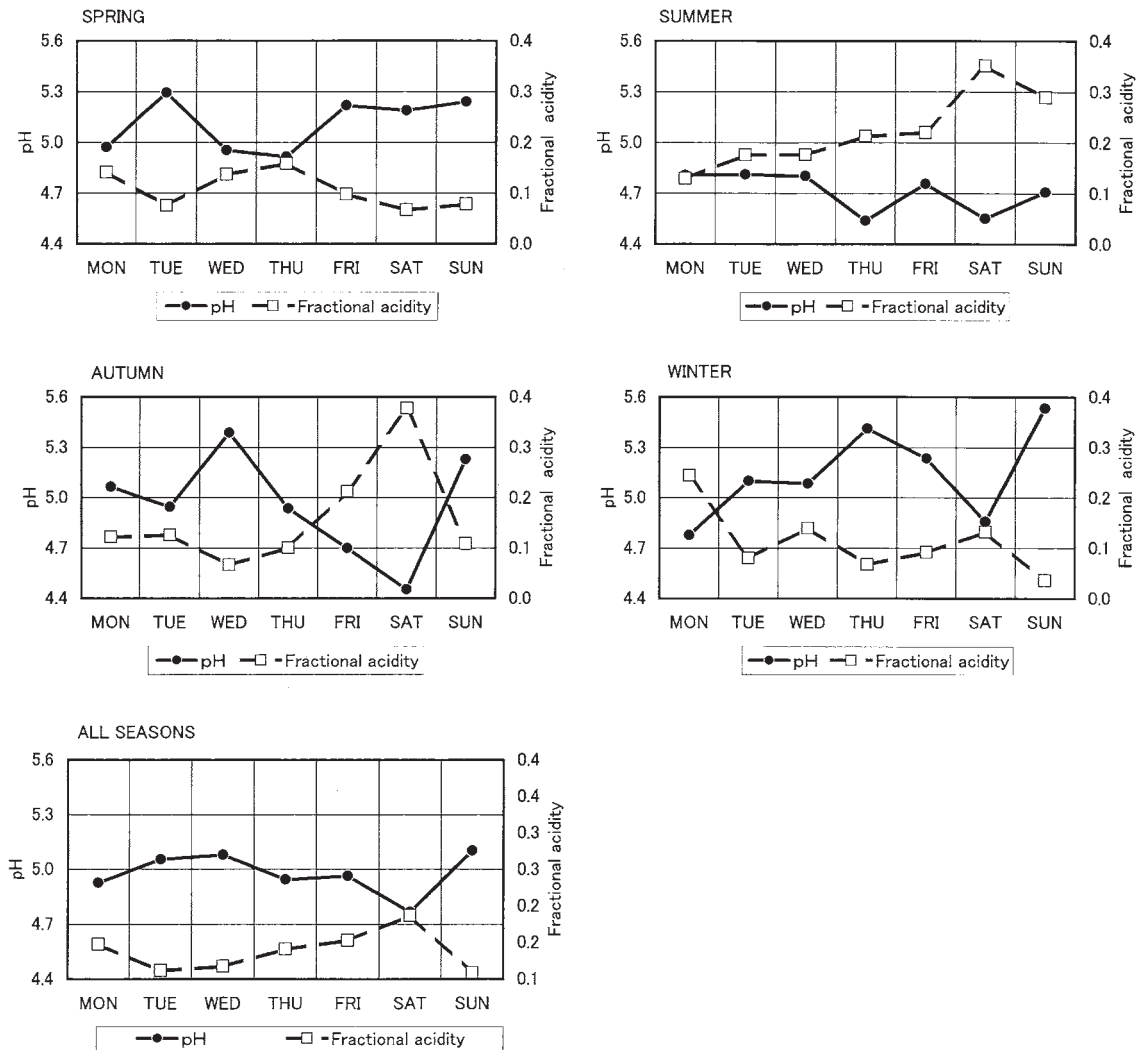 SPRING
5.6
5.3
5.0
4.7
4.4
pH
0.4
0.3
0.2
0.1
0.0
Fractional acidity
MON TUE WED THU FRI SAT SUN
pH -Fractional acidity
SUMMER
5.6
5.3
5.0
4.7
4.4
pH
0.4
0.3
0.2
0.1
0.0
Fractional acidity
MON TUE WED THU FRI SAT SUN
pH -Fractional acidity
AUTUMN
5.6
5.3
5.0
4.7
4.4
pH
0.4
0.3
0.2
0.1
0.0
Fractional acidity
MON TUE WED THU FRI SAT SUN
pH -Fractional acidity
WINTER
5.6
5.3
5.0
4.7
4.4
pH
0.4
0.3
0.2
0.1
0.0
Fractional acidity
MON TUE WED THU FRI SAT SUN
pH -Fractional acidity
ALL SEASONS
5.6
5.3
5.0
4.7
4.4
pH
0.4
0.4
0.3
0.3
0.2
0.2
0.1
Fractional acidity
MON TUE WED THU FRI SAT SUN
pH -Fractional acidity